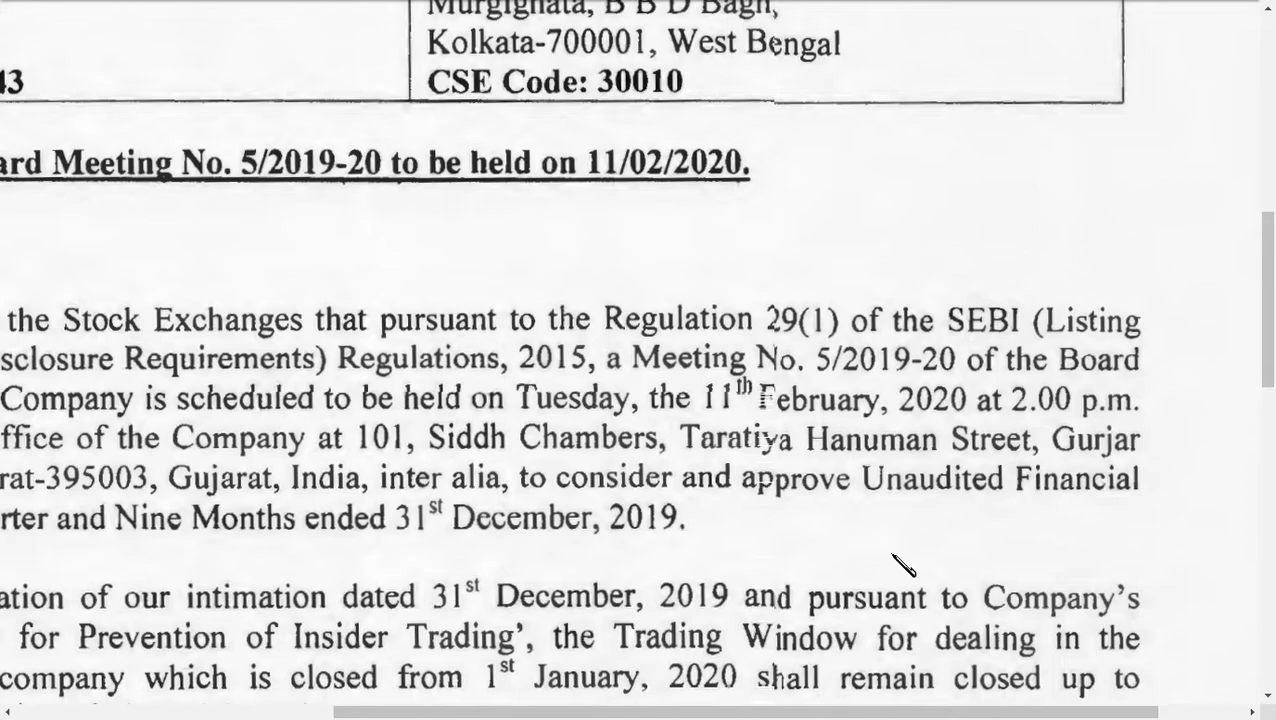 Murgighata, B B D Bagh,
Kolkata-700001, West Bengal
43
CSE Code: 30010
ard Meeting No. 5/2019-20 to be held on 11/02/2020.
the Stock Exchanges that pursuant to the Regulation 29(1) of the SEBI (Listing
sclosure Requirements) Regulations, 2015, a Meeting No. 5/2019-20 of the Board
Company is scheduled to be held on Tuesday, the 11th February, 2020 at 2.00 p.m.
ffice of the Company at 101, Siddh Chambers, Taratiya Hanuman Street, Gurjar
rat-395003, Gujarat, India, inter alia, to consider and approve Unaudited Financial
rter and Nine Months ended 31st December, 2019.
ation of our intimation dated 31st December, 2019 and pursuant to Company's
for Prevention of Insider Trading', the Trading Window for dealing in the
company which is closed from 1st January, 2020 shall remain closed up to